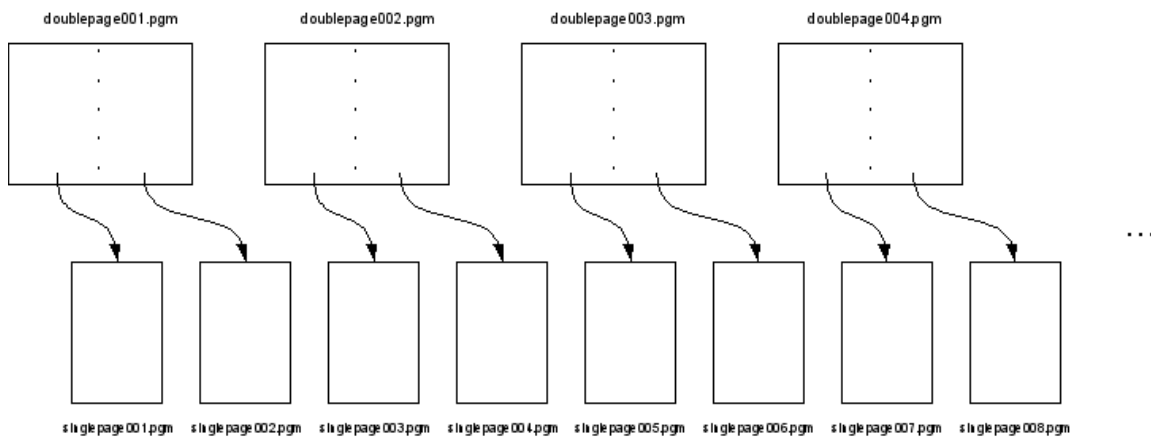 doublepage001.pgm doublepage002.pgm doublepage003.pgm doublepage004.pgm
...
singlepage001.pgm singlepage002.pgm singlepage003.pgm singlepage004.pgm singlepage005.pgm singlepage006.pgm singlepage007.pgm singlepage008.pgm